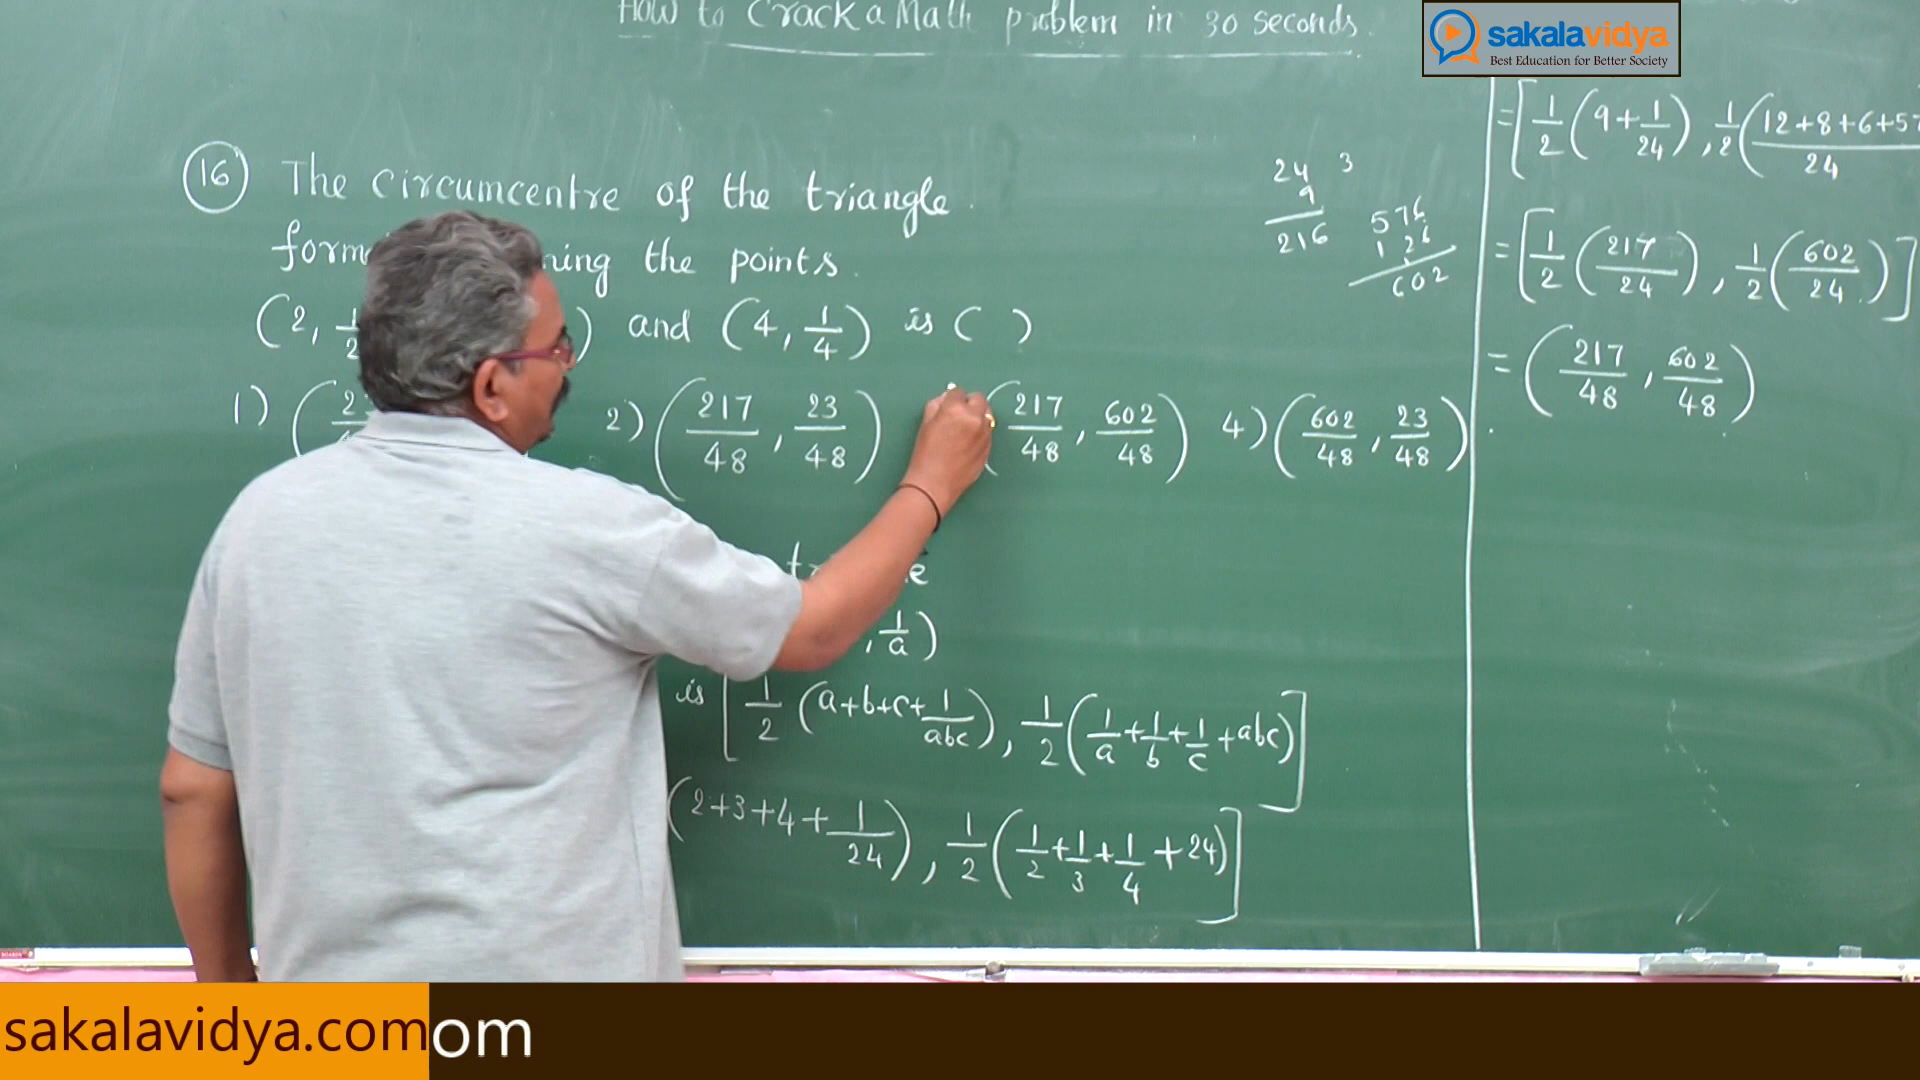 How to Crack a Math problem in 30 seconds.
sakalavidya
Best Education for Better Society
16 The circumcentre of the triangle
the points.
and (4, 1/4) is ( )
1) 2) (217/48, 23/48) (217/48, 602/48) 4) (602/48, 23/48).
, 1/a)
is [1/2 (a+b+c+1/abc), 1/2 (1/a+1/b+1/c+abc)]
(2+3+4+1/24), 1/2 (1/2+1/3+1/4+24)]
24 3
9
216
576
602
=[1/2 (9+1/24), 1/2 (12+8+6+57
24
=[1/2 (217/24), 1/2 (602/24)]
=(217/48, 602/48)
sakalavidya.com
om